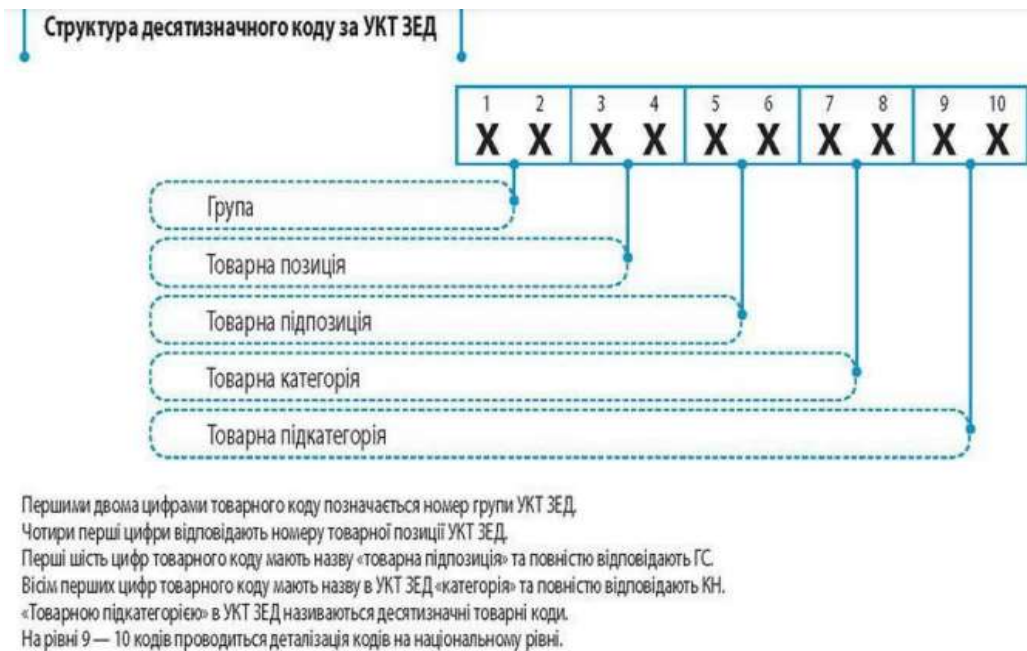 Структура десятизначного коду за УКТ ЗЕД
1 2 3 4 5 6 7 8 9 10
X X X X X X X X X X
Група
Товарна позиція
Товарна підпозиція
Товарна категорія
Товарна підкатегорія
Першими двома цифрами товарного коду позначається номер групи УКТ ЗЕД.
Чотири перші цифри відповідають номеру товарної позиції УКТ ЗЕД.
Перші шість цифр товарного коду мають назву «товарна підпозиція» та повністю відповідають ГС.
Вісім перших цифр товарного коду мають назву в УКТ ЗЕД «категорія» та повністю відповідають КН.
«Товарною підкатегорією» в УКТ ЗЕД називаються десятизначні товарні коди.
На рівні 9 — 10 кодів проводиться деталізація кодів на національному рівні.